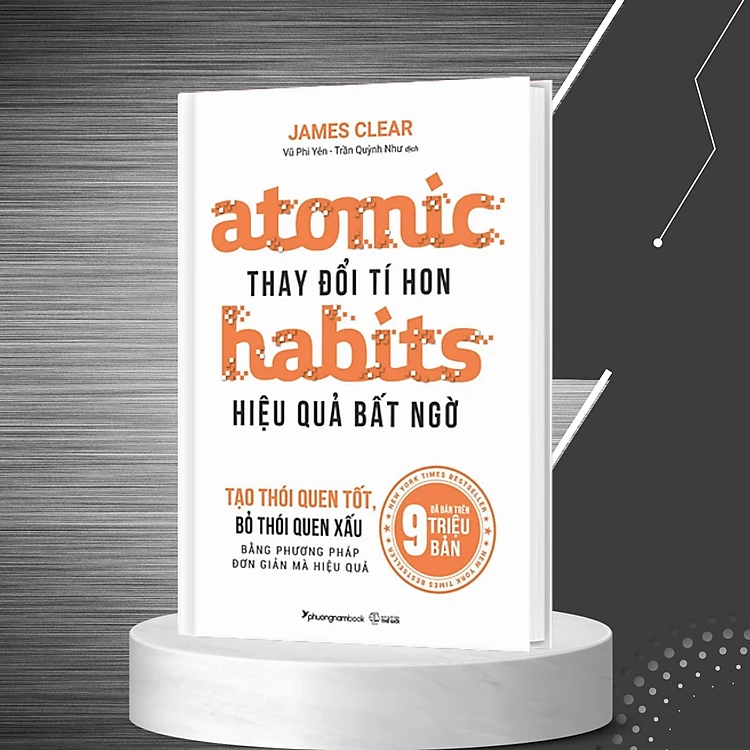 JAMES CLEAR
Vũ Phi Yên - Trần Quỳnh Như dịch
atomic
THAY ĐỔI TÍ HON
habits
HIỆU QUẢ BẤT NGỜ
TẠO THÓI QUEN TỐT,
BỎ THÓI QUEN XẤU
BẰNG PHƯƠNG PHÁP
ĐƠN GIẢN MÀ HIỆU QUẢ
NEW YORK TIMES BESTSELLER
ĐÃ BÁN TRÊN
9 TRIỆU
BẢN
NEW YORK TIMES BESTSELLER
phuongnambook
THẾ GIỚI